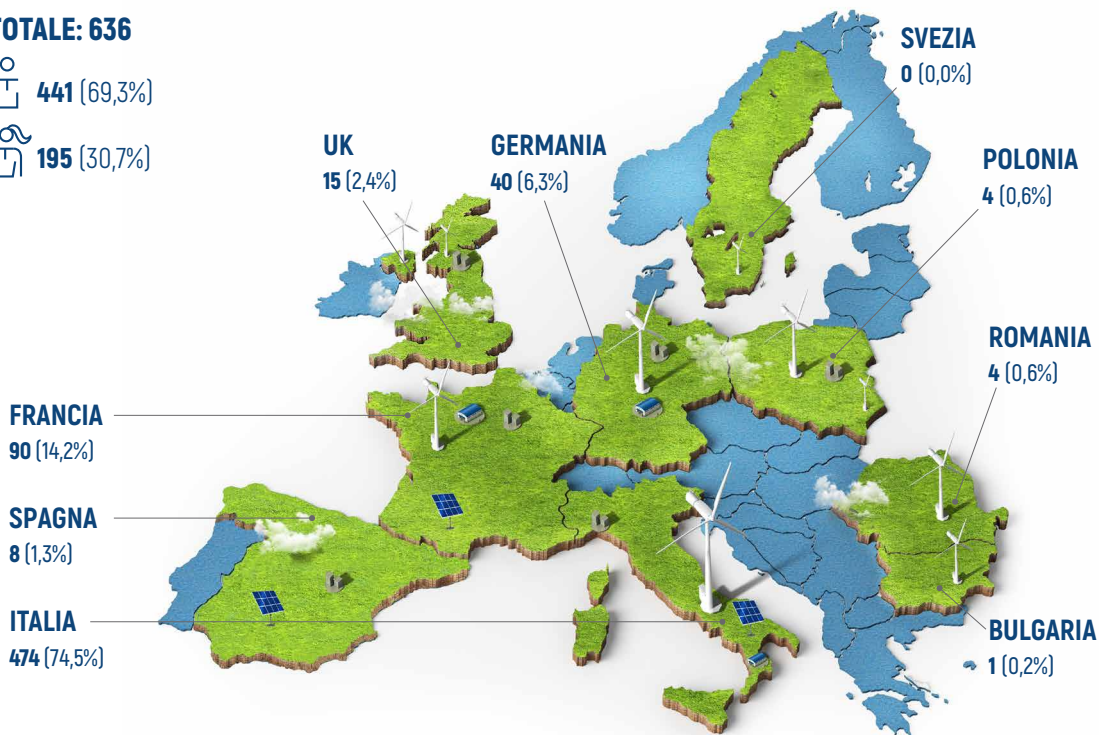 TOTALE: 636
441 (69,3%)
195 (30,7%)
UK
15 (2,4%)
GERMANIA
40 (6,3%)
SVEZIA
0 (0,0%)
POLONIA
4 (0,6%)
ROMANIA
4 (0,6%)
FRANCIA
90 (14,2%)
SPAGNA
8 (1,3%)
ITALIA
474 (74,5%)
BULGARIA
1 (0,2%)